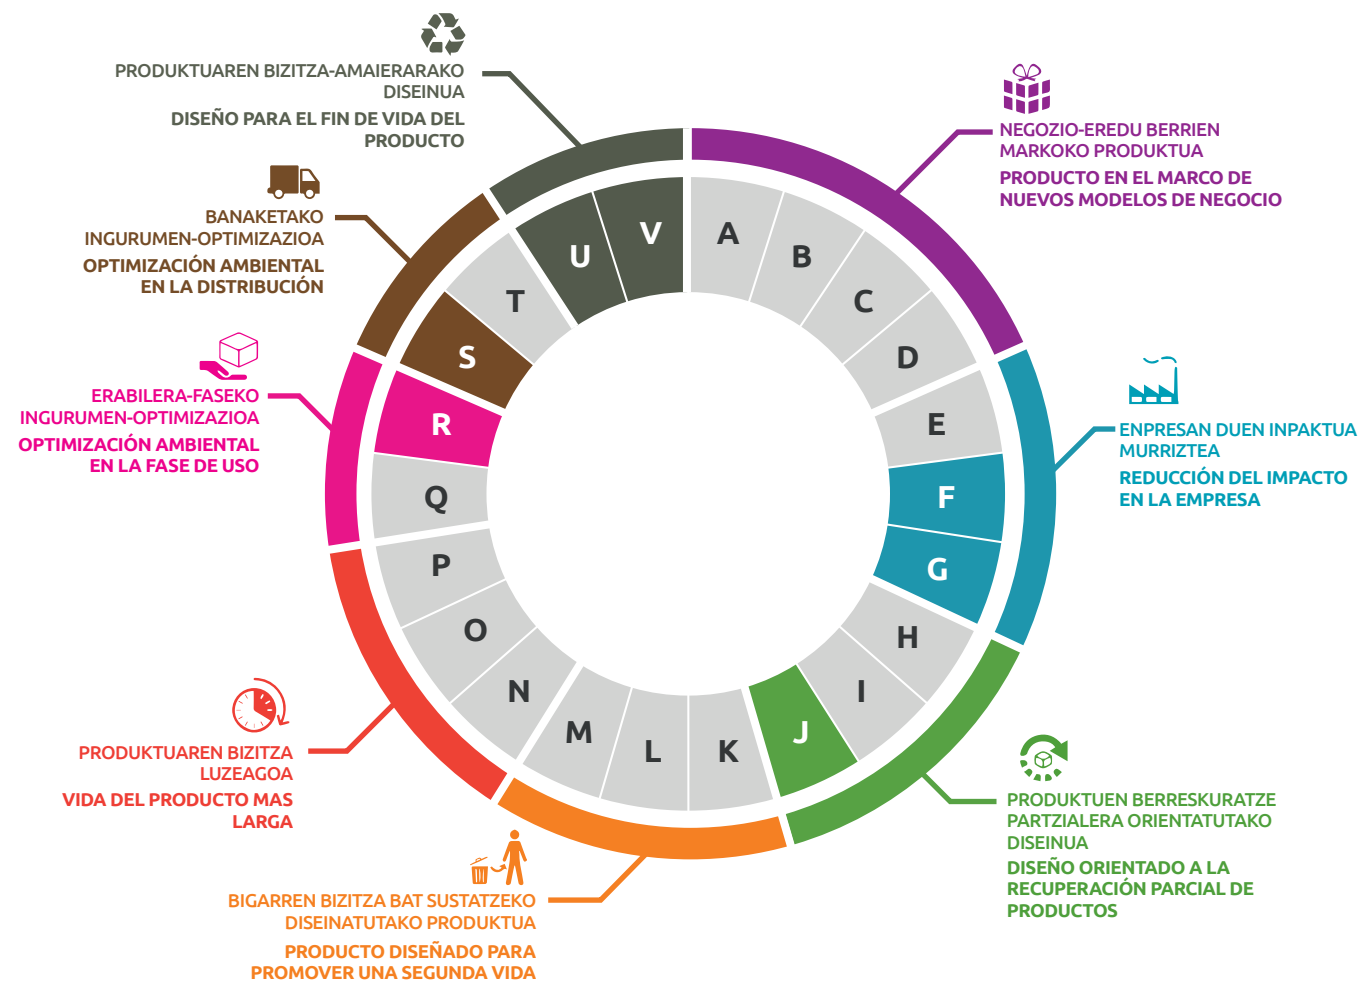 PRODUKTUAREN BIZITZA-AMAIERARAKO
DISEINUA
DISEÑO PARA EL FIN DE VIDA DEL
PRODUCTO
NEGOZIO-EREDU BERRIEN
MARKOKO PRODUKTUA
PRODUCTO EN EL MARCO DE
NUEVOS MODELOS DE NEGOCIO
BANAKETAKO
INGURUMEN-OPTIMIZAZIOA
OPTIMIZACIÓN AMBIENTAL
EN LA DISTRIBUCIÓN
ERABILERA-FASEKO
INGURUMEN-OPTIMIZAZIOA
OPTIMIZACIÓN AMBIENTAL
EN LA FASE DE USO
ENPRESAN DUEN INPAKTUA
MURRIZTEA
REDUCCIÓN DEL IMPACTO
EN LA EMPRESA
A
B
C
D
E
F
G
H
I
J
K
L
M
N
O
P
Q
R
S
T
U
V
PRODUKTUAREN BIZITZA
LUZEAGOA
VIDA DEL PRODUCTO MAS
LARGA
PRODUKTUEN BERRESKURATZE
PARTZIALERA ORIENTATUTAKO
DISEINUA
DISEÑO ORIENTADO A LA
RECUPERACIÓN PARCIAL DE
PRODUCTOS
BIGARREN BIZITZA BAT SUSTATZEKO
DISEINATUTAKO PRODUKTUA
PRODUCTO DISEÑADO PARA
PROMOVER UNA SEGUNDA VIDA